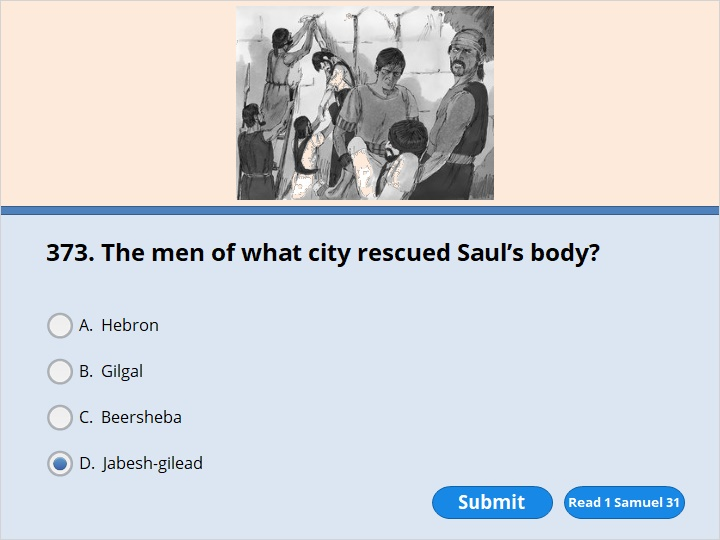 373. The men of what city rescued Saul’s body?
A. Hebron
B. Gilgal
C. Beersheba
D. Jabesh-gilead
Submit
Read 1 Samuel 31